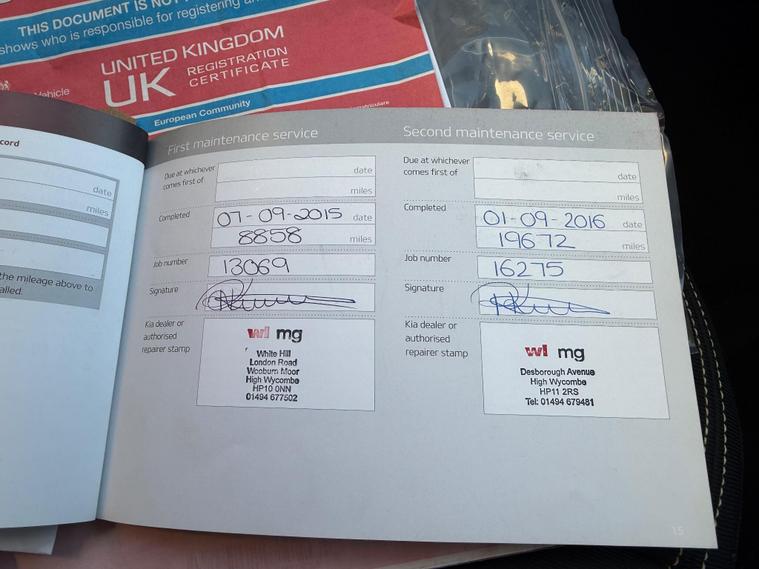 THIS DOCUMENT IS NOT
shows who is responsible for registering
Vehicle
UNITED KINGDOM
UK REGISTRATION
CERTIFICATE
European Community
cord
date
miles
the mileage above to
alled.
First maintenance service
Due at whichever
comes first of
date
miles
Completed
07-09-2015 date
8858 miles
Job number
13069
Signature
Kia dealer or
authorised
repairer stamp
wl mg
White Hill
London Road
Wooburn Moor
High Wycombe
HP10 0NN
01494 677502
Second maintenance service
Due at whichever
comes first of
date
miles
Completed
01-09-2016 date
19672 miles
Job number
16275
Signature
Kia dealer or
authorised
repairer stamp
wl mg
Desborough Avenue
High Wycombe
HP11 2RS
Tel: 01494 679481
15